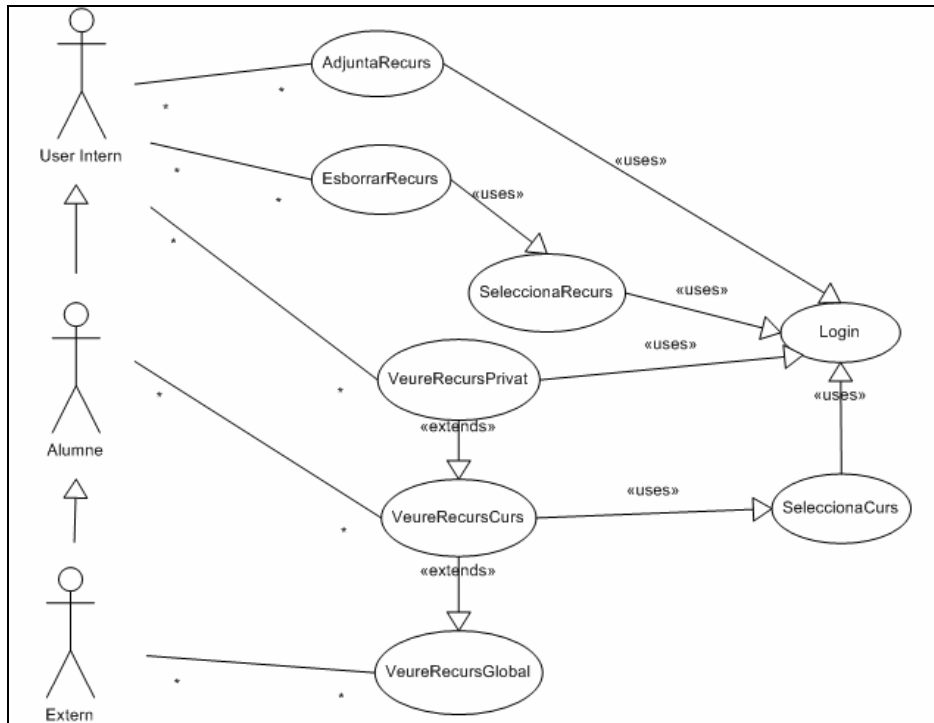 AdjuntaRecurs
*
*
User Intern
«uses»
EsborrarRecurs
*
*
«uses»
*
SeleccionaRecurs
«uses»
Login
VeureRecursPrivat
«uses»
*
*
Alumne
«extends»
«uses»
VeureRecursCurs
«uses»
SeleccionaCurs
*
«extends»
VeureRecursGlobal
*
*
Extern